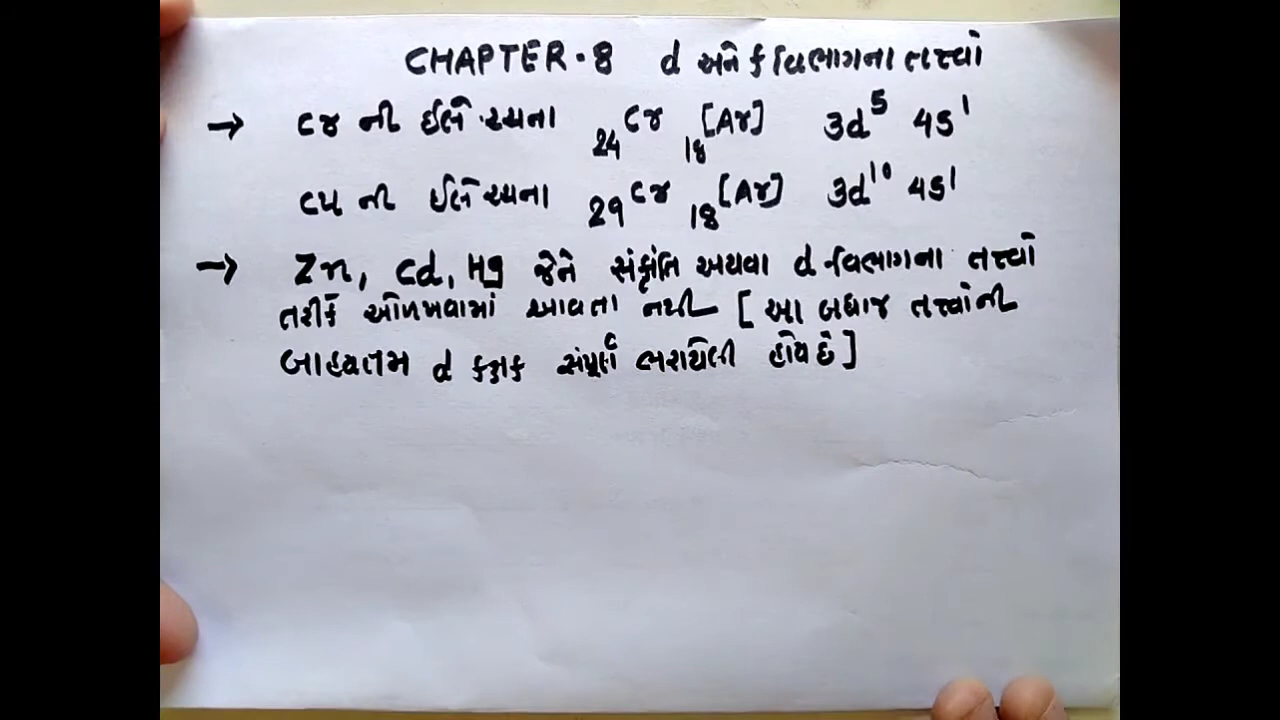 CHAPTER-8 d અને f વિભાગના તત્ત્વો
→ Cr ની ઈલે. રચના 24Cr 18[Ar] 3d5 4s1
Cu ની ઈલે રચના 29Cr 18[Ar] 3d10 4s1
→ Zn, Cd, Hg જેને સંક્રાંતિ અથવા d-વિભાગના તત્ત્વો
તરીકે ઓળખવામાં આવતા નથી [આ બધાજ તત્ત્વોની
બાહ્યતમ d કક્ષક સંપૂર્ણ ભરાયેલી હોય છે]